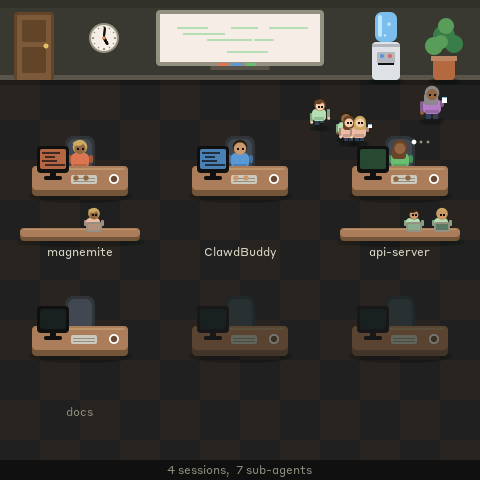 magnemite
ClawdBuddy
api-server
docs
4 sessions, 7 sub-agents